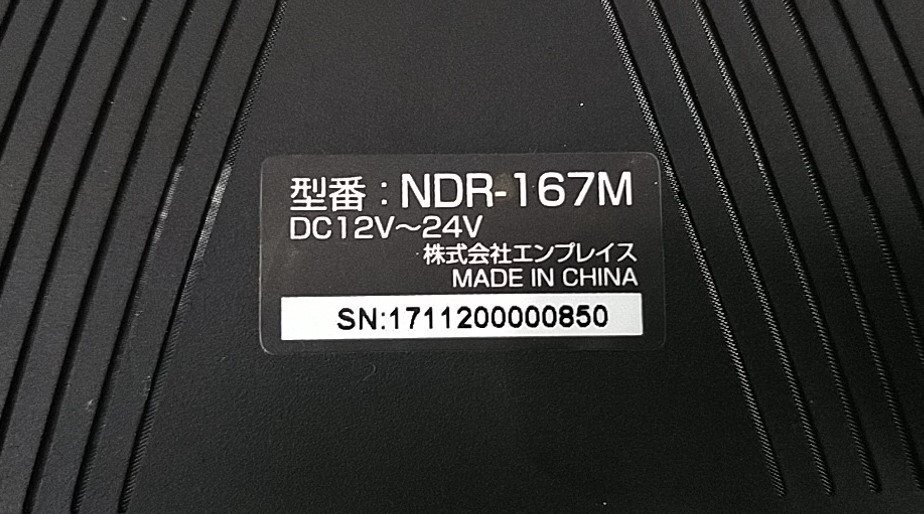 型番：NDR-167M
DC12V～24V
株式会社エンプレイス
MADE IN CHINA
SN:1711200000850